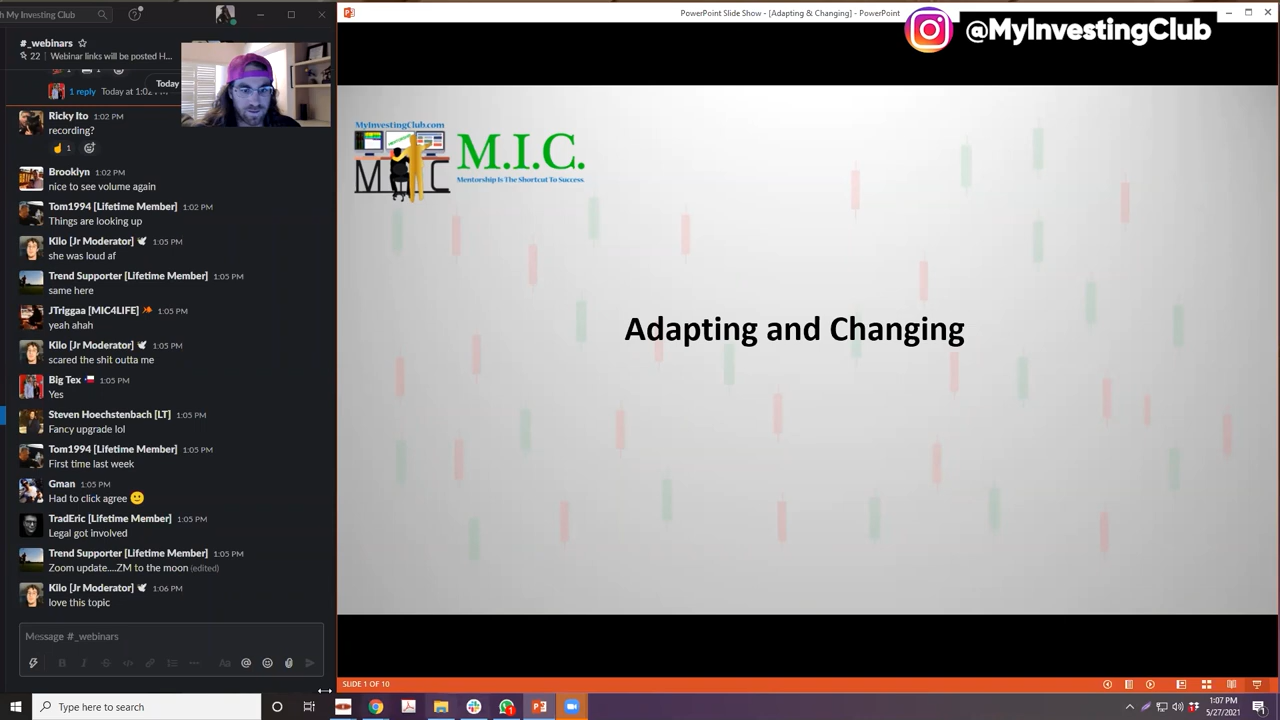 My Investing Club
#_webinars
22 | Webinar links will be posted H...
Today
1 reply Today at 1:02
Ricky Ito 1:02 PM
recording?
1
Brooklyn 1:02 PM
nice to see volume again
Tom1994 [Lifetime Member] 1:02 PM
Things are looking up
Kilo [Jr Moderator] 1:05 PM
she was loud af
Trend Supporter [Lifetime Member] 1:05 PM
same here
JTriggaa [MIC4LIFE] 1:05 PM
yeah ahah
Kilo [Jr Moderator] 1:05 PM
scared the shit outta me
Big Tex 1:05 PM
Yes
Steven Hoechstenbach [LT] 1:05 PM
Fancy upgrade lol
Tom1994 [Lifetime Member] 1:05 PM
First time last week
Gman 1:05 PM
Had to click agree
TradEric [Lifetime Member] 1:05 PM
Legal got involved
Trend Supporter [Lifetime Member] 1:05 PM
Zoom update....ZM to the moon (edited)
Kilo [Jr Moderator] 1:06 PM
love this topic
Message #_webinars
PowerPoint Slide Show - [Adapting & Changing] - PowerPoint
@MyInvestingClub
MyInvestingClub.com
M.I.C.
Mentorship Is The Shortcut To Success.
Adapting and Changing
SLIDE 1 OF 10
Type here to search
1:07 PM
5/27/2021